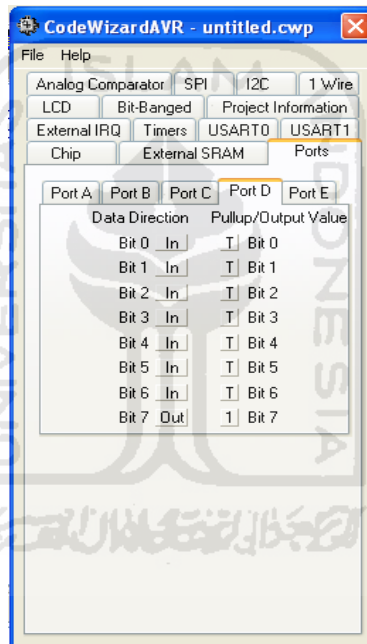 CodeWizardAVR - untitled.cwp
File Help
Analog Comparator SPI I2C 1 Wire
LCD Bit-Banged Project Information
External IRQ Timers USART0 USART1
Chip External SRAM Ports
Port A Port B Port C Port D Port E
Data Direction Pullup/Output Value
Bit 0 In T Bit 0
Bit 1 In T Bit 1
Bit 2 In T Bit 2
Bit 3 In T Bit 3
Bit 4 In T Bit 4
Bit 5 In T Bit 5
Bit 6 In T Bit 6
Bit 7 Out 1 Bit 7
ISLAM
INDONESIA